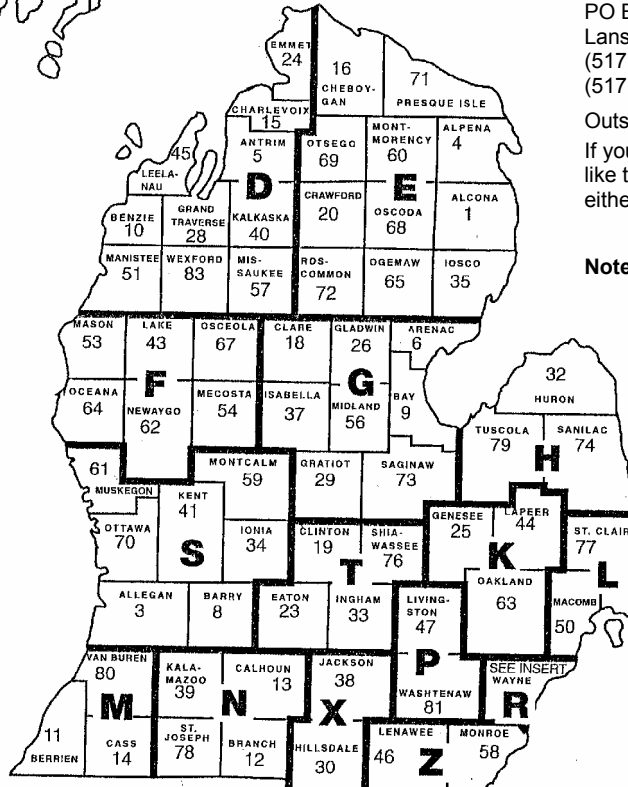 PO B
Lans
(517
(517
Outs
If you
like t
eithe
Note
EMMET
24
16
CHEBOY-
GAN
71
PRESQUE ISLE
CHARLEVOIX
15
ANTRIM
5
OTSEGO
69
MONT-
MORENCY
60
ALPENA
4
45
LEELA-
NAU
D
E
BENZIE
10
GRAND
TRAVERSE
28
KALKASKA
40
CRAWFORD
20
OSCODA
68
ALCONA
1
MANISTEE
51
WEXFORD
83
MIS-
SAUKEE
57
ROS-
COMMON
72
OGEMAW
65
IOSCO
35
MASON
53
LAKE
43
OSCEOLA
67
CLARE
18
GLADWIN
26
ARENAC
6
F
G
OCEANA
64
NEWAYGO
62
MECOSTA
54
ISABELLA
37
MIDLAND
56
BAY
9
32
HURON
TUSCOLA
79
SANILAC
74
H
61
MUSKEGON
MONTCALM
59
GRATIOT
29
SAGINAW
73
KENT
41
OTTAWA
70
IONIA
34
S
CLINTON
19
SHIA-
WASSEE
76
T
GENESEE
25
LAPEER
44
K
ST. CLAIR
77
L
ALLEGAN
3
BARRY
8
EATON
23
INGHAM
33
LIVING-
STON
47
OAKLAND
63
MACOMB
50
P
VAN BUREN
80
KALA-
MAZOO
39
CALHOUN
13
JACKSON
38
WASHTENAW
81
SEE INSERT
WAYNE
R
M
N
X
11
BERRIEN
CASS
14
ST.
JOSEPH
78
BRANCH
12
HILLSDALE
30
LENAWEE
46
MONROE
58
Z